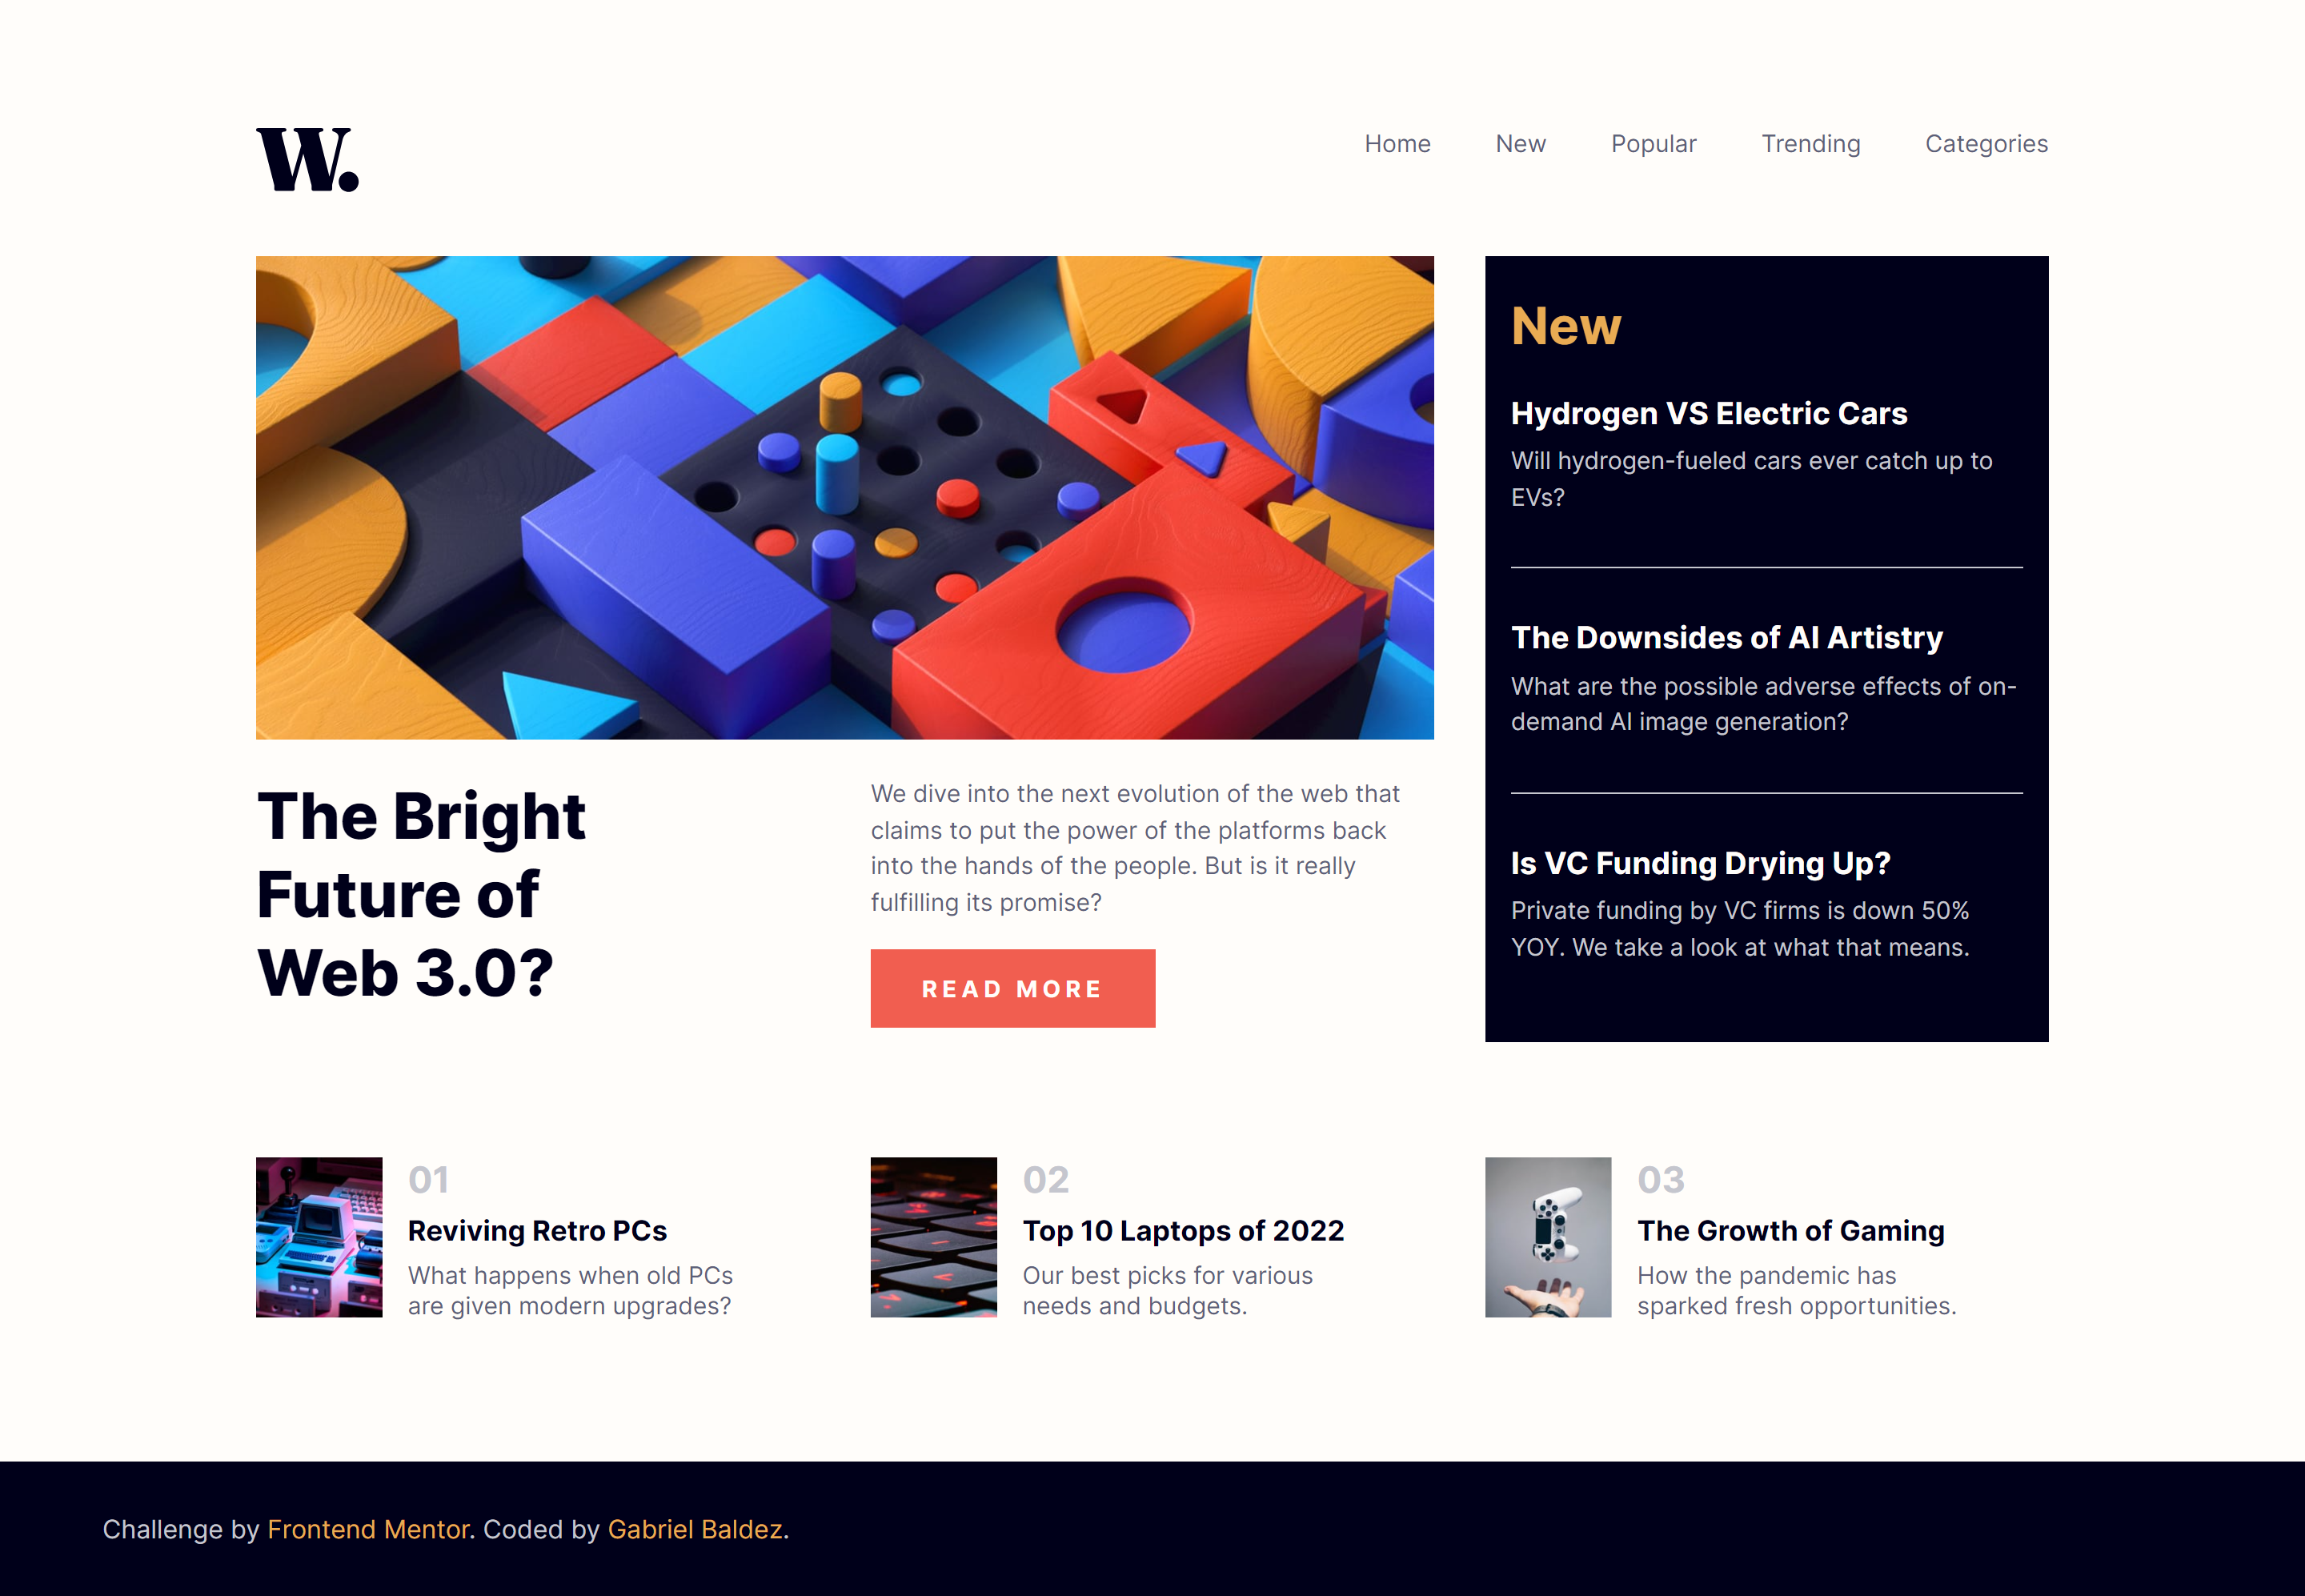 W.
Home New Popular Trending Categories
The Bright
Future of
Web 3.0?
We dive into the next evolution of the web that
claims to put the power of the platforms back
into the hands of the people. But is it really
fulfilling its promise?
READ MORE
New
Hydrogen VS Electric Cars
Will hydrogen-fueled cars ever catch up to
EVs?
The Downsides of AI Artistry
What are the possible adverse effects of on-
demand AI image generation?
Is VC Funding Drying Up?
Private funding by VC firms is down 50%
YOY. We take a look at what that means.
01
Reviving Retro PCs
What happens when old PCs
are given modern upgrades?
02
Top 10 Laptops of 2022
Our best picks for various
needs and budgets.
03
The Growth of Gaming
How the pandemic has
sparked fresh opportunities.
Challenge by Frontend Mentor. Coded by Gabriel Baldez.